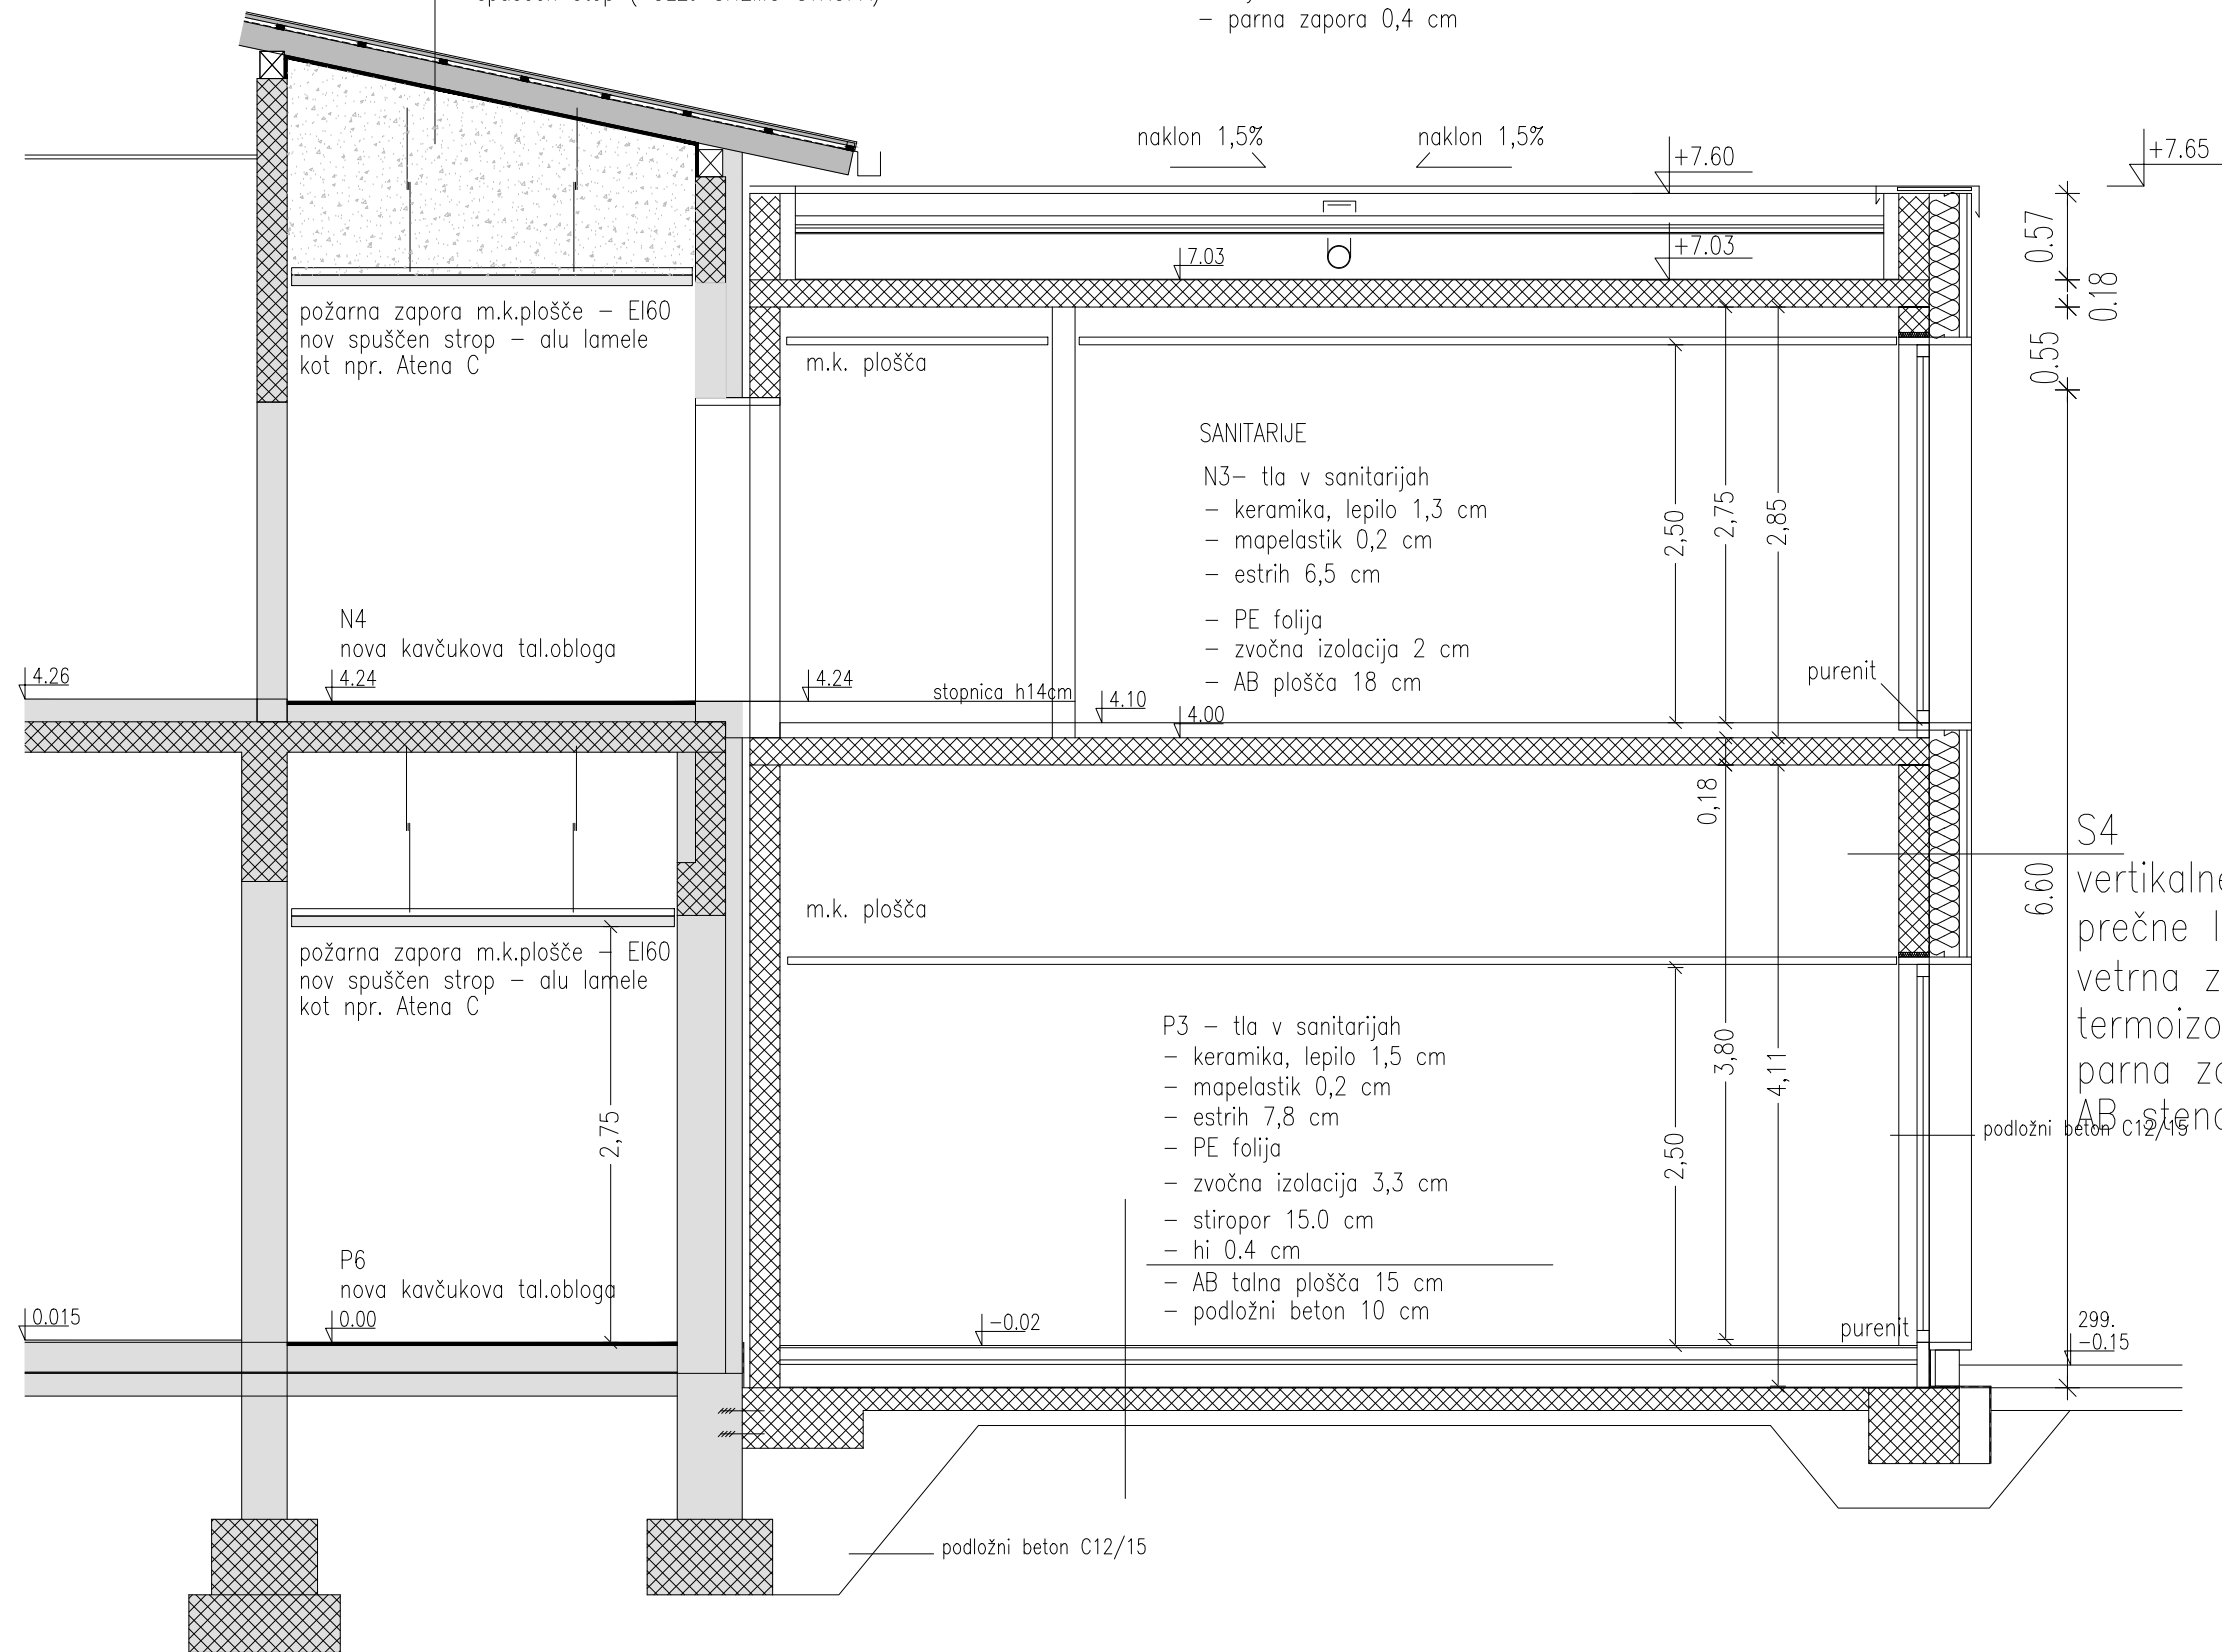 - parna zapora 0,4 cm
naklon 1,5%
naklon 1,5%
+7.60
+7.65
7.03
+7.03
0.57
0.18
0.55
požarna zapora m.k.plošče - EI60
nov spuščen strop - alu lamele
kot npr. Atena C
m.k. plošča
SANITARIJE
N3- tla v sanitarijah
- keramika, lepilo 1,3 cm
- mapelastik 0,2 cm
- estrih 6,5 cm
- PE folija
- zvočna izolacija 2 cm
- AB plošča 18 cm
2,50
2,75
2,85
N4
nova kavčukova tal.obloga
4.26
4.24
4.24
stopnica h14cm
4.10
4.00
purenit
0,18
S4
6.60
prečne l
vetrna z
AB stena
m.k. plošča
požarna zapora m.k.plošče - EI60
nov spuščen strop - alu lamele
kot npr. Atena C
P3 - tla v sanitarijah
- keramika, lepilo 1,5 cm
- mapelastik 0,2 cm
- estrih 7,8 cm
- PE folija
- zvočna izolacija 3,3 cm
- stiropor 15.0 cm
- hi 0.4 cm
- AB talna plošča 15 cm
- podložni beton 10 cm
2,75
2,50
3,80
4,11
podložni beton C12/15
P6
nova kavčukova tal.obloga
0.015
0.00
-0.02
purenit
299.
-0.15
podložni beton C12/15